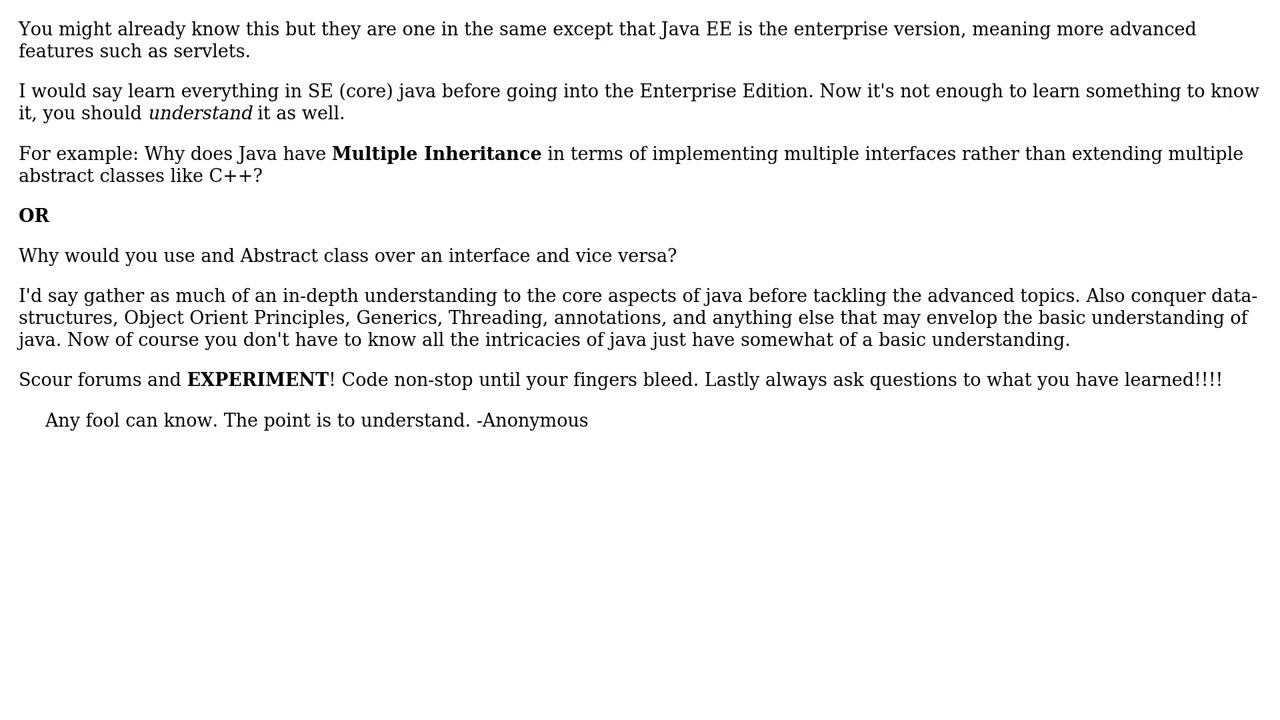 You might already know this but they are one in the same except that Java EE is the enterprise version, meaning more advanced
features such as servlets.
I would say learn everything in SE (core) java before going into the Enterprise Edition. Now it's not enough to learn something to know
it, you should understand it as well.
For example: Why does Java have Multiple Inheritance in terms of implementing multiple interfaces rather than extending multiple
abstract classes like C++?
OR
Why would you use and Abstract class over an interface and vice versa?
I'd say gather as much of an in-depth understanding to the core aspects of java before tackling the advanced topics. Also conquer data-
structures, Object Orient Principles, Generics, Threading, annotations, and anything else that may envelop the basic understanding of
java. Now of course you don't have to know all the intricacies of java just have somewhat of a basic understanding.
Scour forums and EXPERIMENT! Code non-stop until your fingers bleed. Lastly always ask questions to what you have learned!!!!
Any fool can know. The point is to understand. -Anonymous